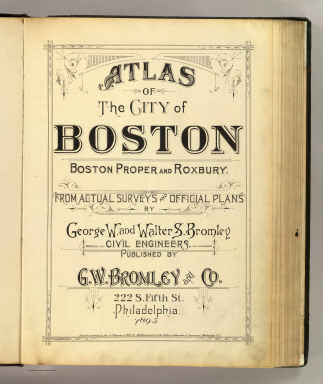 ATLAS
OF
The CITY of
BOSTON
BOSTON PROPER AND ROXBURY.
FROM ACTUAL SURVEYS AND OFFICIAL PLANS
BY
George W. and Walter S. Bromley
CIVIL ENGINEERS.
PUBLISHED BY
G.W. BROMLEY AND CO.
222 S. Fifth St.
Philadelphia.
1895